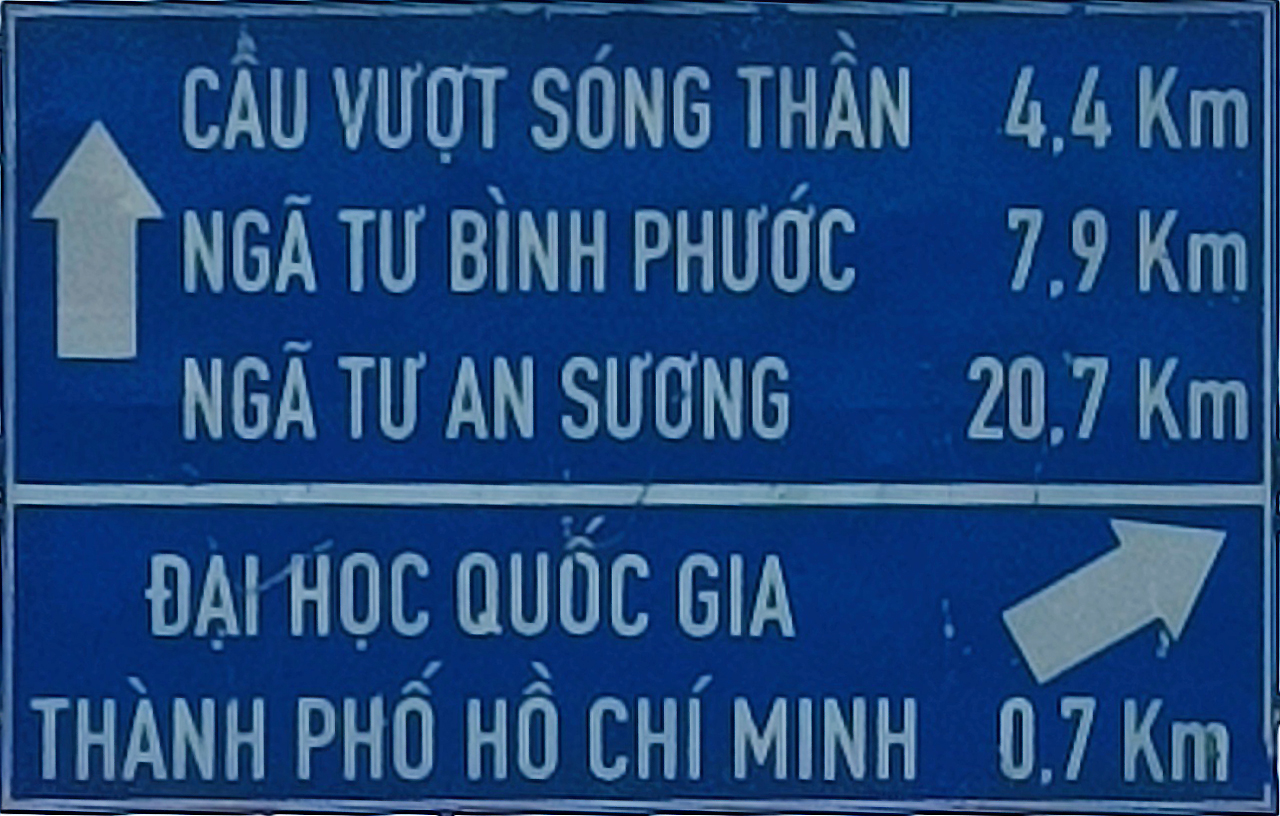 CẦU VƯỢT SÓNG THẦN 4,4 Km
NGÃ TƯ BÌNH PHƯỚC 7,9 Km
NGÃ TƯ AN SƯƠNG 20,7 Km
ĐẠI HỌC QUỐC GIA
THÀNH PHỐ HỒ CHÍ MINH 0,7 Km